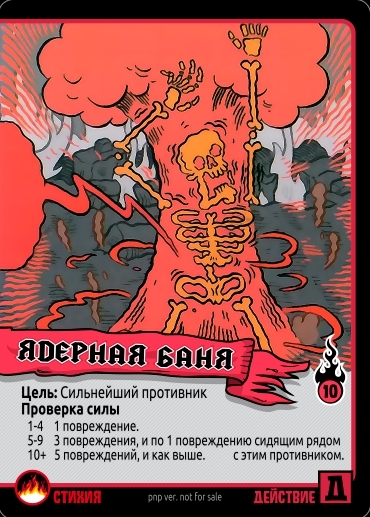 ЯДЕРНАЯ БАНЯ
10
Цель: Сильнейший противник
Проверка силы
1-4 1 повреждение.
5-9 3 повреждения, и по 1 повреждению сидящим рядом
10+ 5 повреждений, и как выше. с этим противником.
СТИХИЯ pnp ver. not for sale ДЕЙСТВИЕ Д